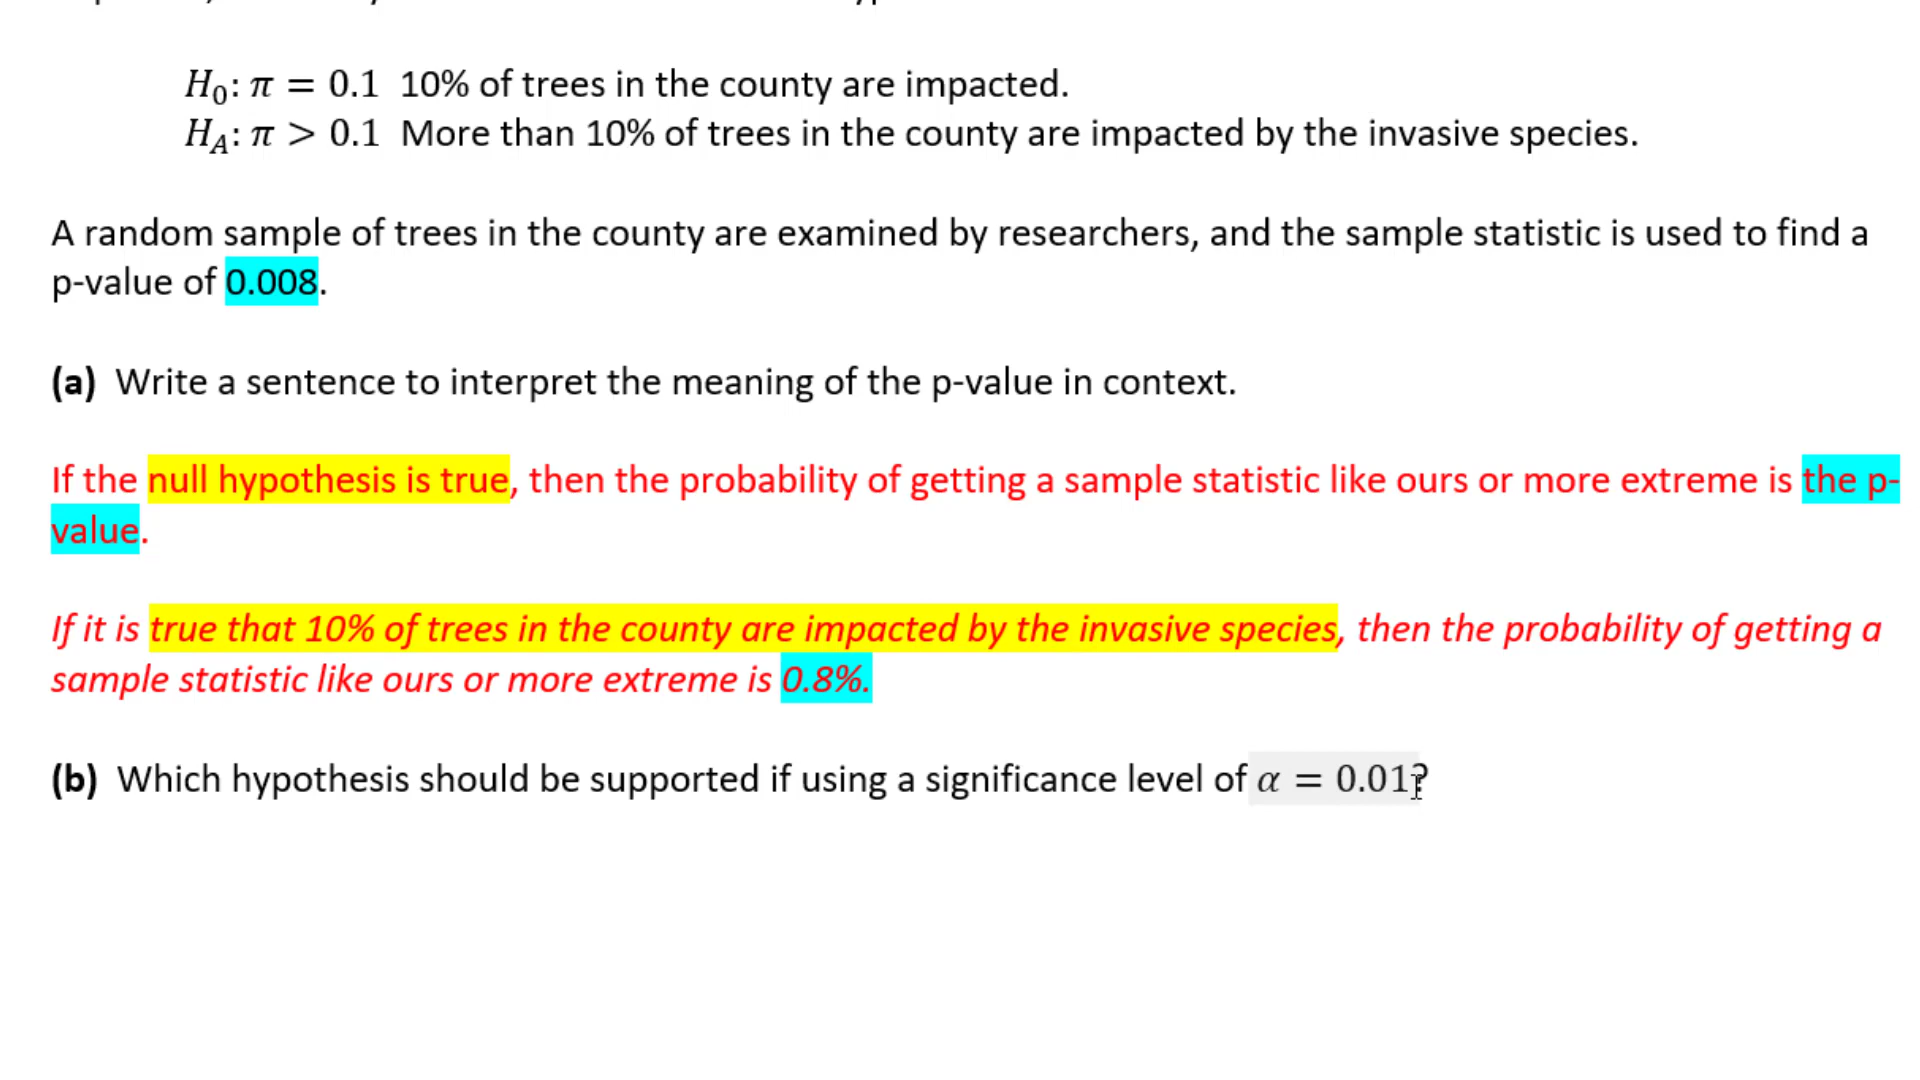 H₀: π = 0.1 10% of trees in the county are impacted.
H_A: π > 0.1 More than 10% of trees in the county are impacted by the invasive species.
A random sample of trees in the county are examined by researchers, and the sample statistic is used to find a
p-value of 0.008.
(a) Write a sentence to interpret the meaning of the p-value in context.
If the null hypothesis is true, then the probability of getting a sample statistic like ours or more extreme is the p-
value.
If it is true that 10% of trees in the county are impacted by the invasive species, then the probability of getting a
sample statistic like ours or more extreme is 0.8%.
(b) Which hypothesis should be supported if using a significance level of α = 0.01?